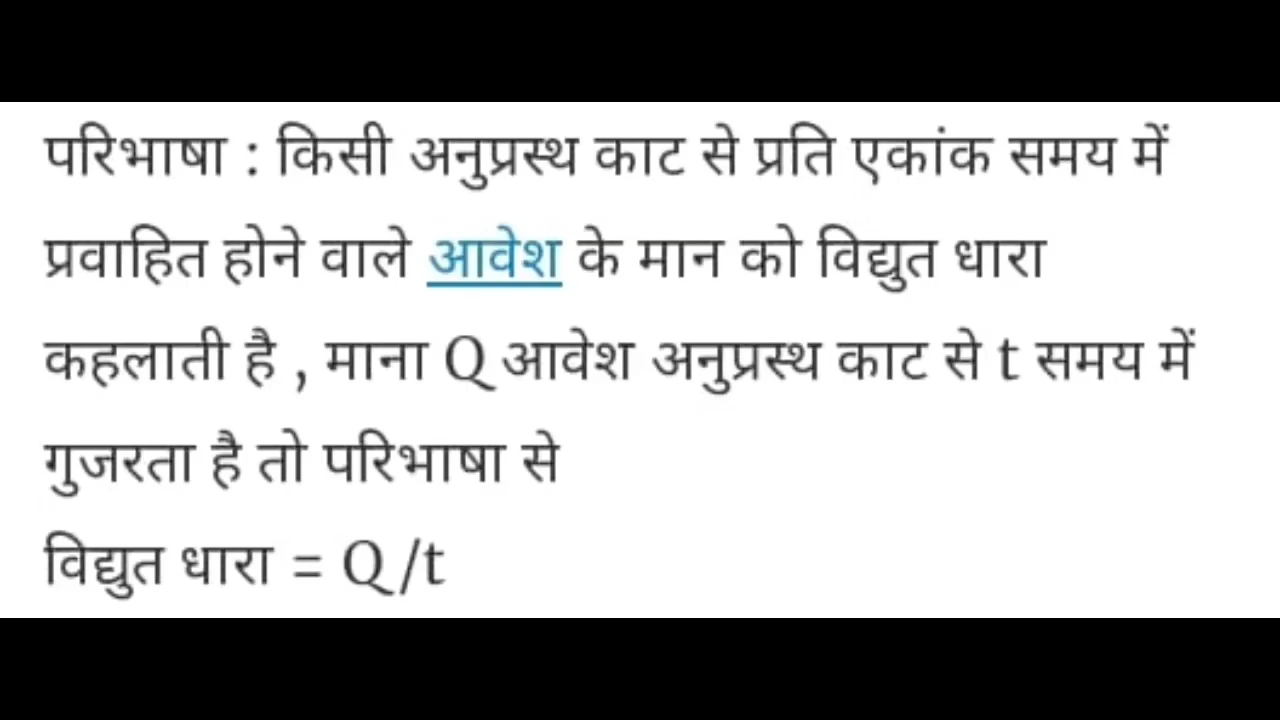 परिभाषा : किसी अनुप्रस्थ काट से प्रति एकांक समय में
प्रवाहित होने वाले आवेश के मान को विद्युत धारा
कहलाती है , माना Q आवेश अनुप्रस्थ काट से t समय में
गुजरता है तो परिभाषा से
विद्युत धारा = Q /t